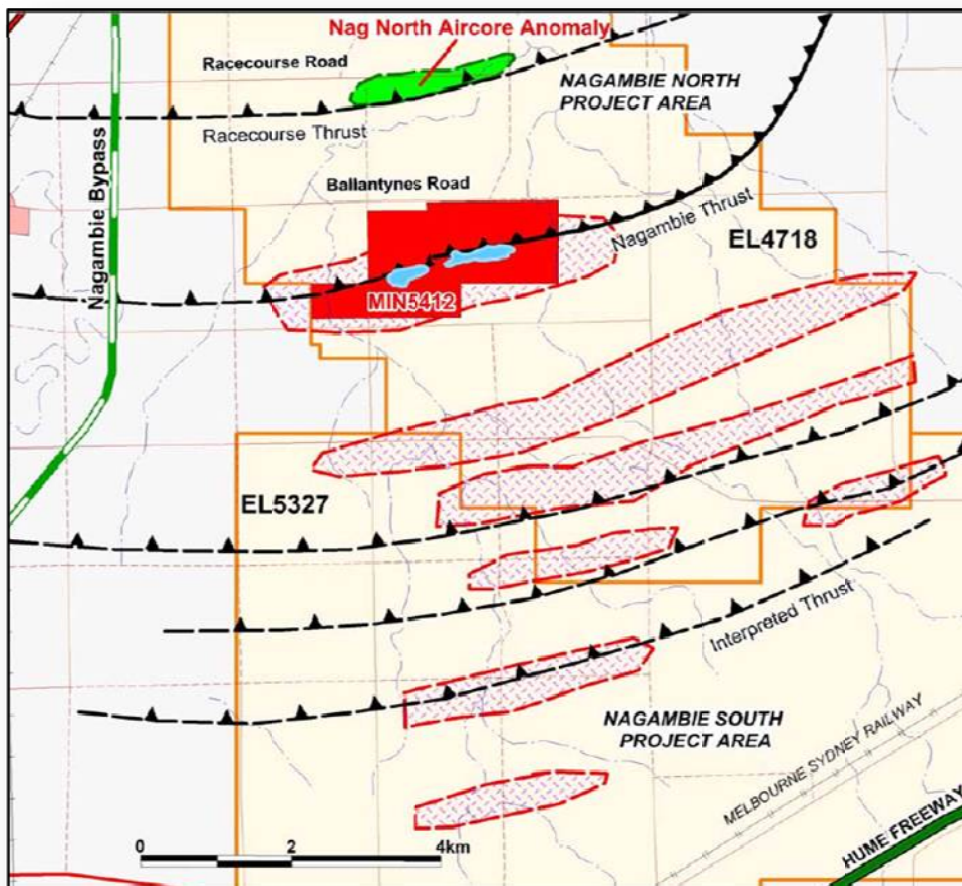 Nag North Aircore Anomaly
Racecourse Road
NAGAMBIE NORTH
PROJECT AREA
Racecourse Thrust
Nagambie Bypass
Ballantynes Road
Nagambie Thrust
EL4718
MIN5412
EL5327
Interpreted Thrust
NAGAMBIE SOUTH
PROJECT AREA
MELBOURNE SYDNEY RAILWAY
HUME FREEWAY
0 2 4km